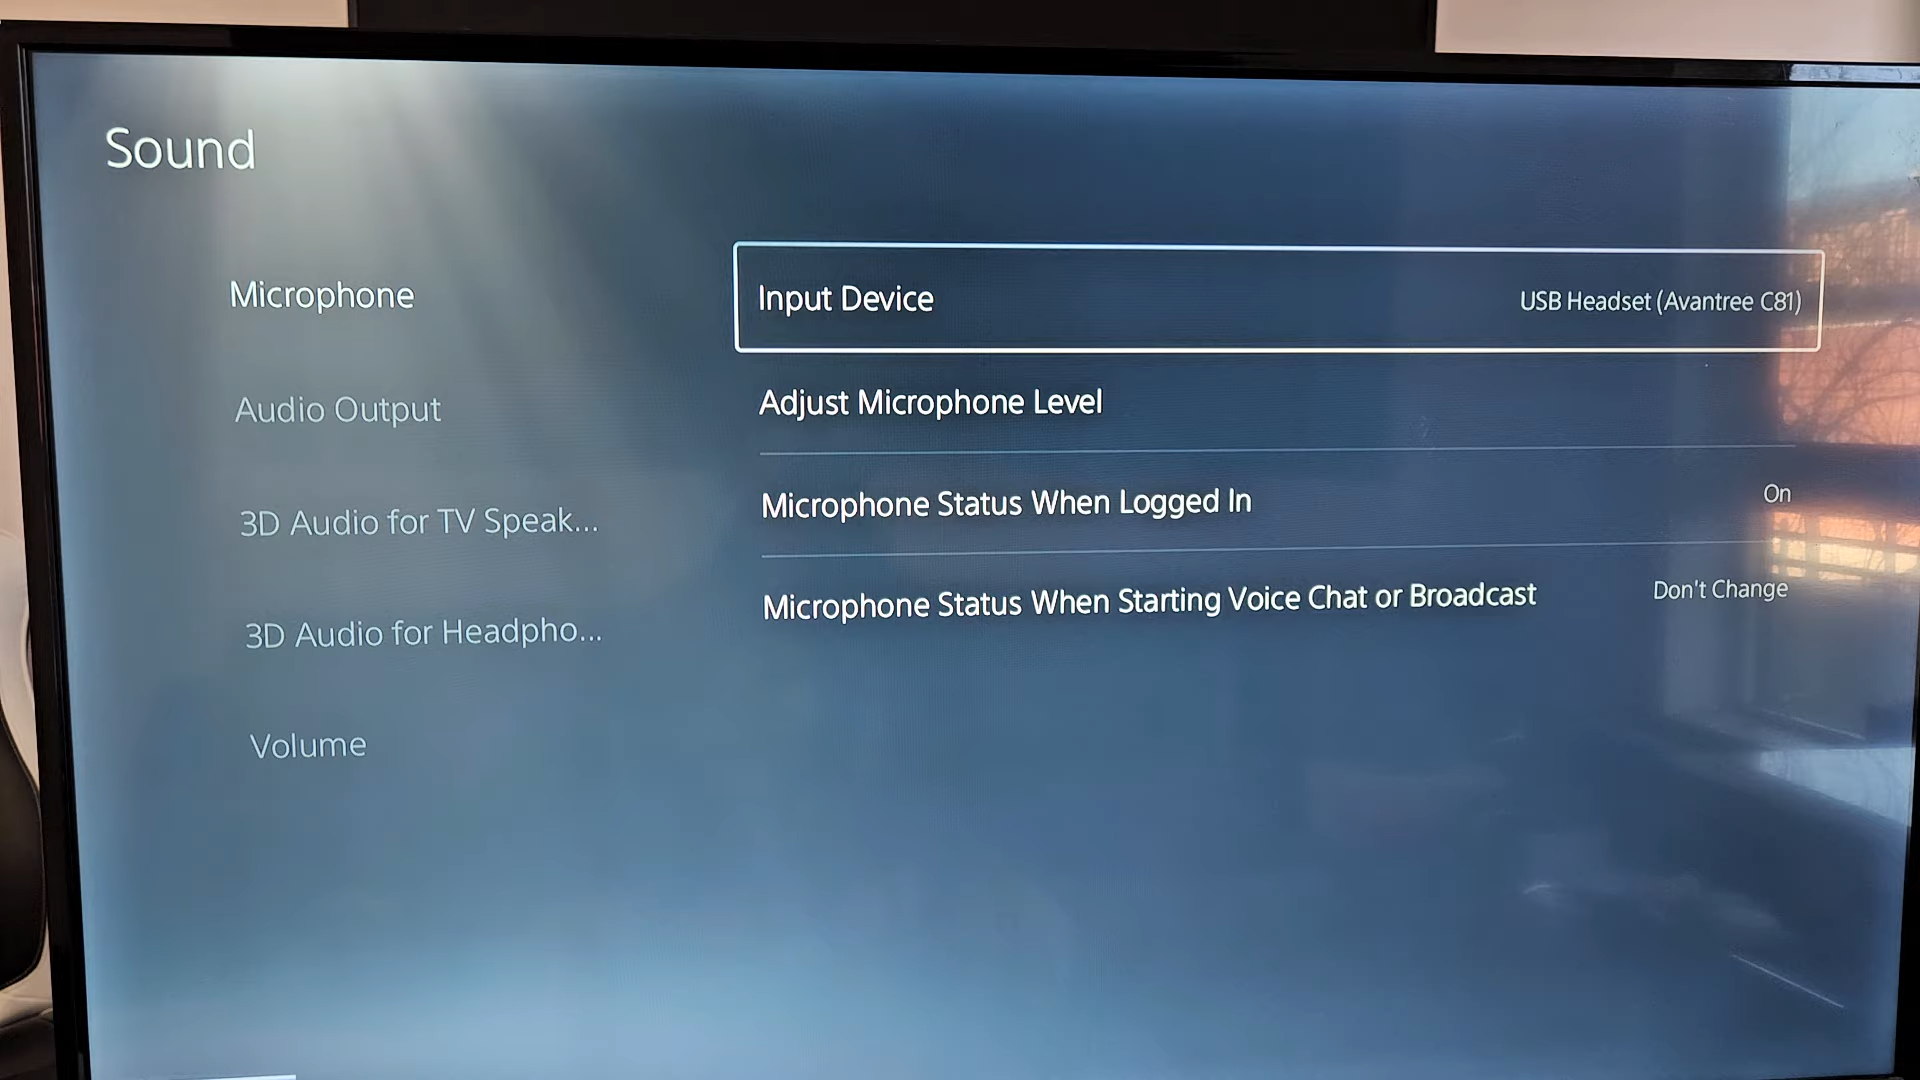 Sound
Microphone
Audio Output
3D Audio for TV Speak...
3D Audio for Headpho...
Volume
Input Device USB Headset (Avantree C81)
Adjust Microphone Level
Microphone Status When Logged In On
Microphone Status When Starting Voice Chat or Broadcast Don't Change